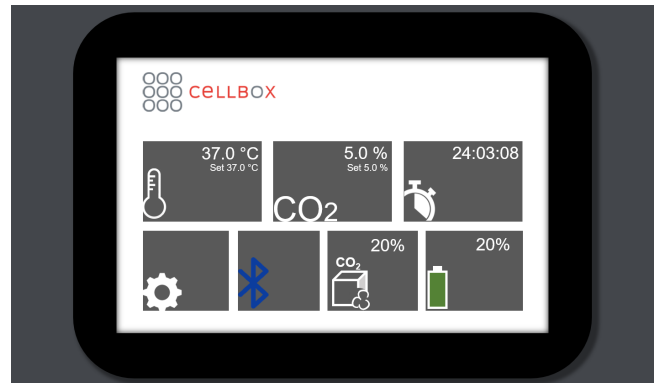 CELLBOX
37.0 °C
Set 37.0 °C
5.0 %
Set 5.0 %
CO2
24:03:08
20%
CO₂
20%